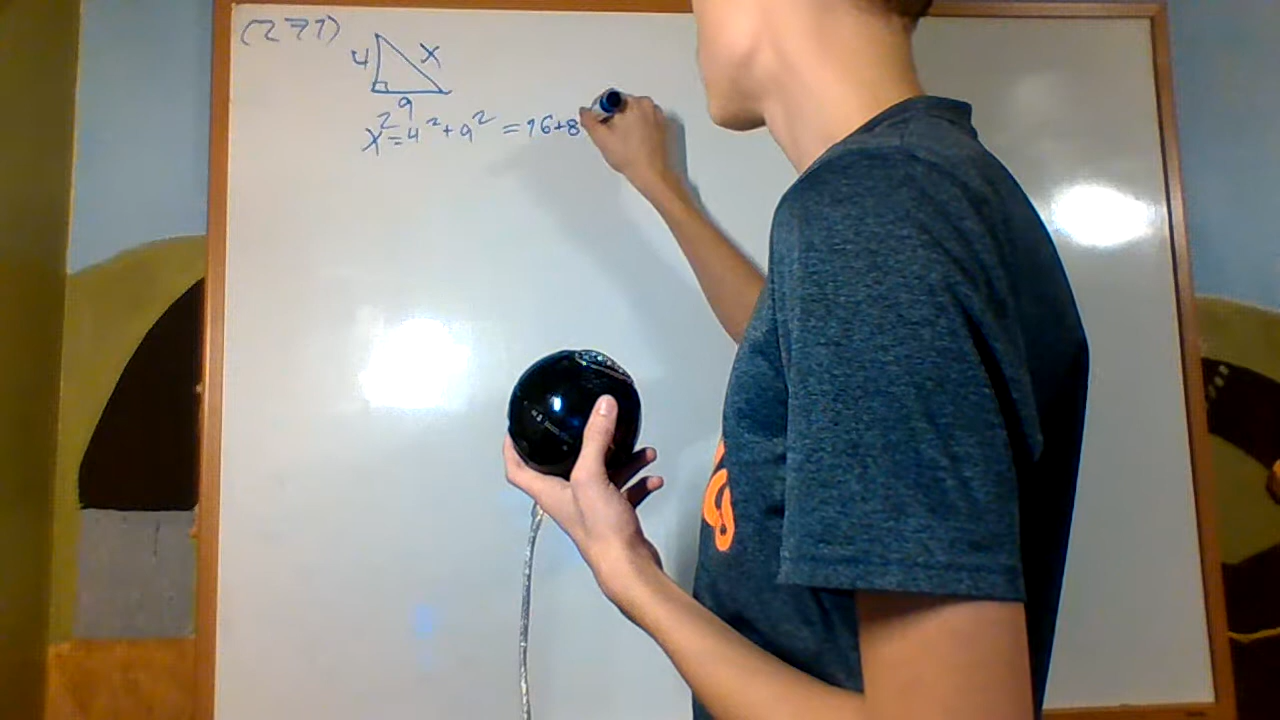 (271)
4 x
9
x² = 4² + 9² = 16+8